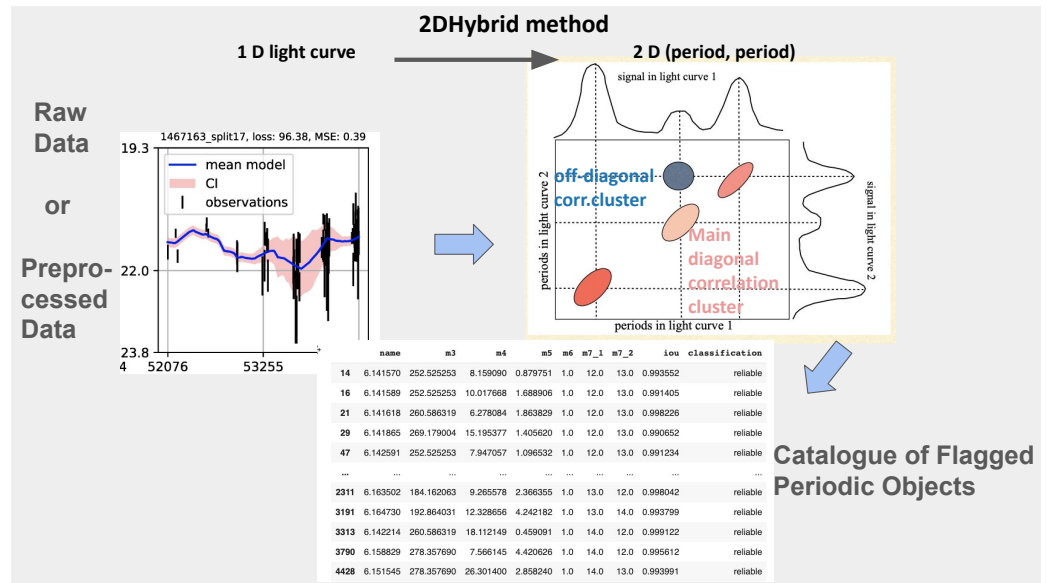 2DHybrid method
1 D light curve
2 D (period, period)
Raw
Data
or
Prepro-
cessed
Data
1467163_split17, loss: 96.38, MSE: 0.39
19.3
22.0
23.8
4
52076
53255
mean model
CI
observations
signal in light curve 1
periods in light curve 2
off-diagonal
corr.cluster
Main
diagonal
correlation
cluster
signal in light curve 2
periods in light curve 1
name m3 m4 m5 m6 m7_1 m7_2 iou classification
14 6.141570 252.525253 8.159090 0.879751 1.0 12.0 13.0 0.993552 reliable
16 6.141589 252.525253 10.017668 1.688906 1.0 12.0 13.0 0.991405 reliable
21 6.141618 260.586319 6.278084 1.863829 1.0 12.0 13.0 0.998226 reliable
29 6.141865 269.179004 15.195377 1.405620 1.0 12.0 13.0 0.990652 reliable
47 6.142591 252.525253 7.947057 1.096532 1.0 12.0 13.0 0.991234 reliable
... ... ... ... ... ... ... ... ... ...
2311 6.163502 184.162063 9.265578 2.366355 1.0 13.0 12.0 0.998042 reliable
3191 6.164730 192.864031 12.328656 4.242182 1.0 13.0 14.0 0.993799 reliable
3313 6.142214 260.586319 18.112149 0.459091 1.0 14.0 12.0 0.999122 reliable
3790 6.158829 278.357690 7.566145 4.420626 1.0 14.0 12.0 0.995612 reliable
4428 6.151545 278.357690 26.301400 2.858240 1.0 14.0 13.0 0.993991 reliable
Catalogue of Flagged
Periodic Objects